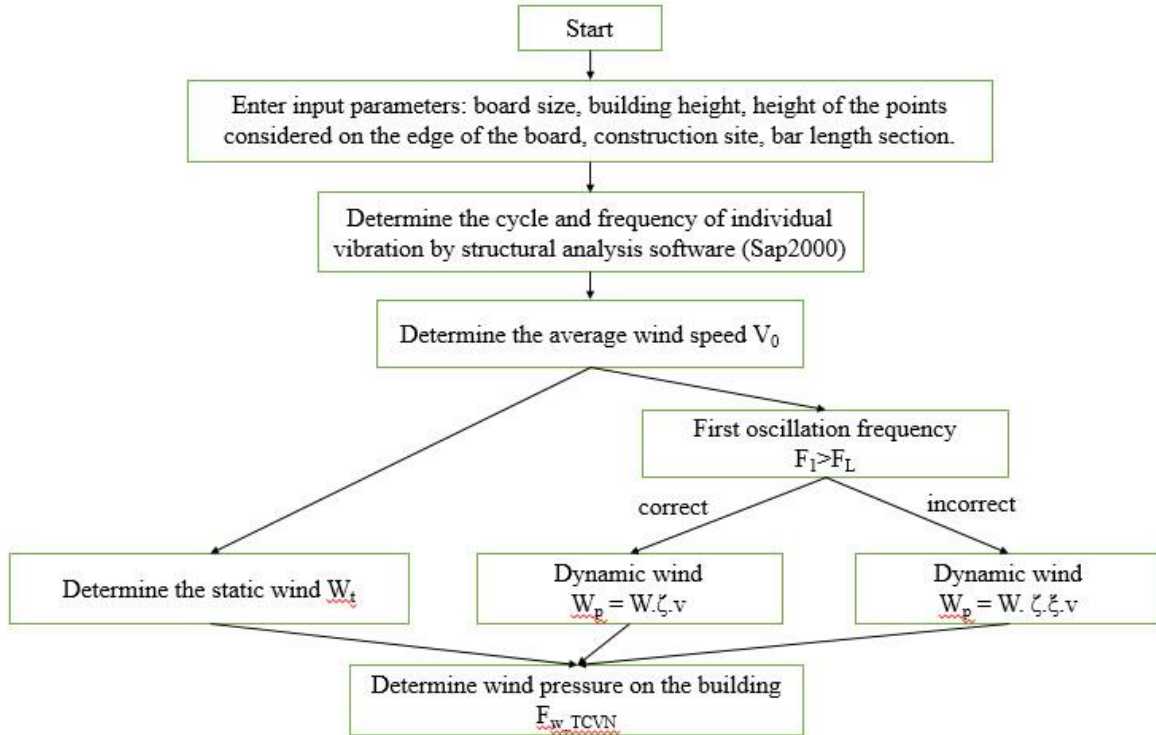 Start
Enter input parameters: board size, building height, height of the points
considered on the edge of the board, construction site, bar length section.
Determine the cycle and frequency of individual
vibration by structural analysis software (Sap2000)
Determine the average wind speed V₀
First oscillation frequency
F₁>F_L
correct
incorrect
Determine the static wind Wₜ
Dynamic wind
Wₚ = W.ζ.v
Dynamic wind
Wₚ = W. ζ.ξ.v
Determine wind pressure on the building
F_w_TCVN